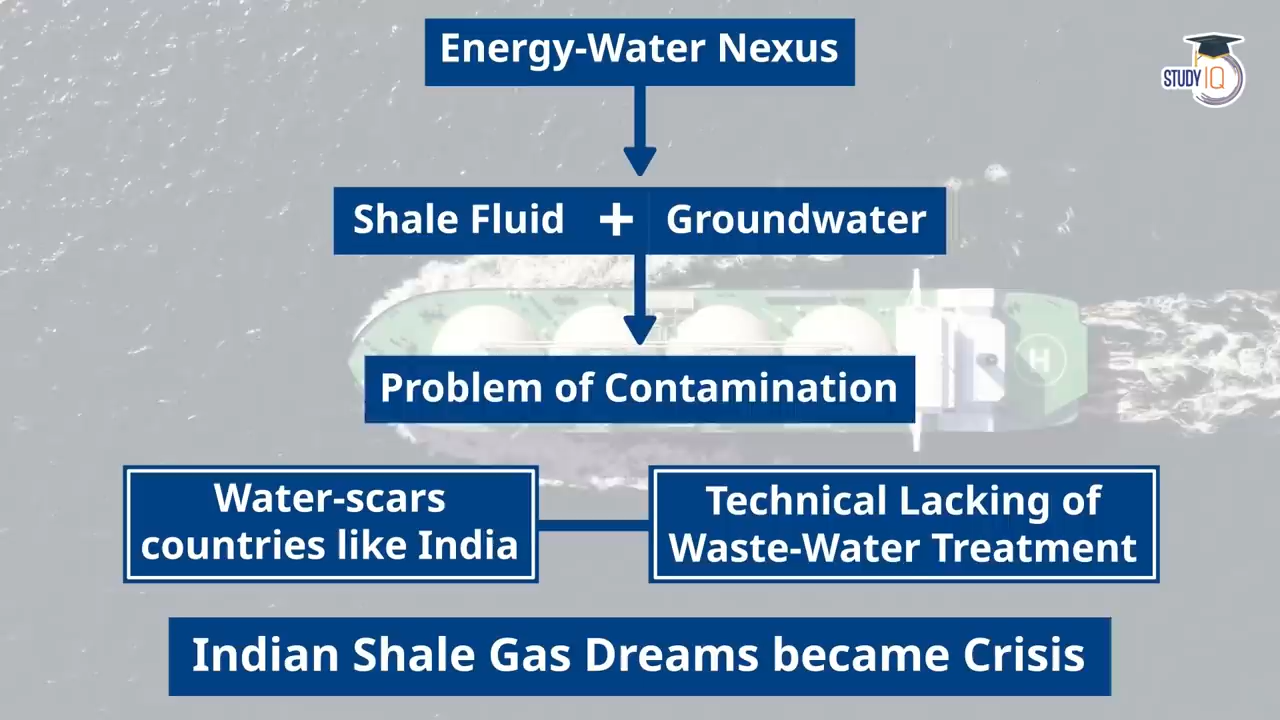 Energy-Water Nexus
STUDY IQ
Shale Fluid + Groundwater
H
Problem of Contamination
Water-scars
countries like India
Technical Lacking of
Waste-Water Treatment
Indian Shale Gas Dreams became Crisis